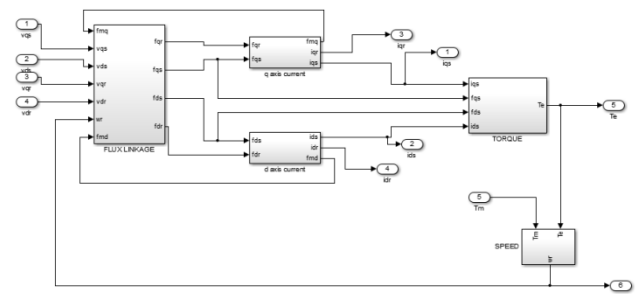 1
vqs
2
vds
3
vqr
4
vdr
fmq
vqs
vds
vqr
vdr
wr
fmd
fqr
fqs
fds
fdr
FLUX LINKAGE
fqr
fqs
fmq
iqr
iqs
q axis current
fds
fdr
ids
idr
fmd
d axis current
3
iqr
1
iqs
2
ids
4
idr
iqs
fqs
fds
ids
Te
TORQUE
5
Te
5
Tm
Tm
Te
wr
SPEED
6